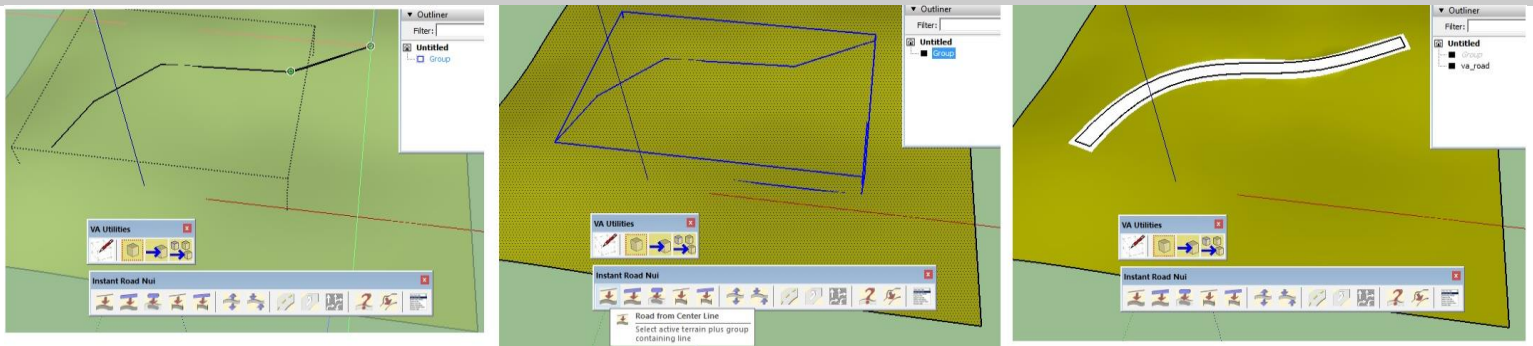 ▼ Outliner
Filter:
Untitled
Group
VA Utilities
Instant Road Nui
▼ Outliner
Filter:
Untitled
Group
VA Utilities
Instant Road Nui
Road from Center Line
Select active terrain plus group
containing line
▼ Outliner
Filter:
Untitled
Group
va_road
VA Utilities
Instant Road Nui